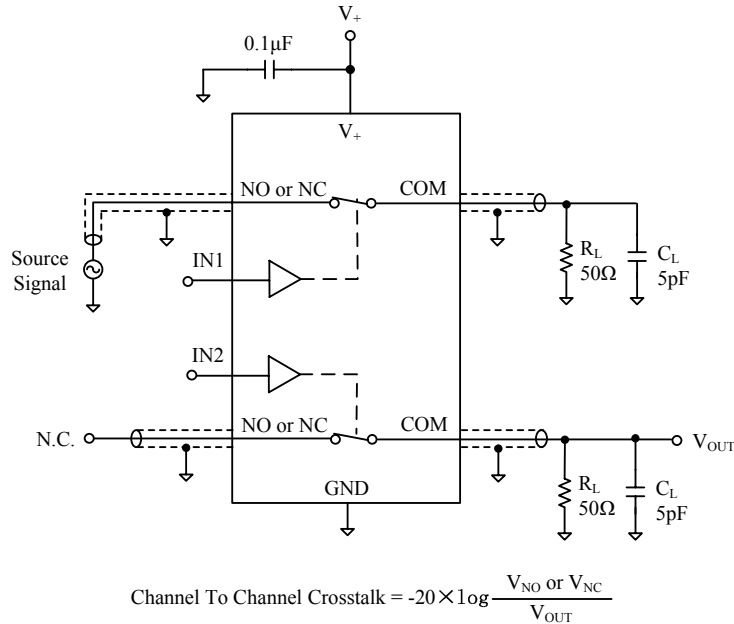 V+
0.1μF
V+
NO or NC
COM
Source
Signal
IN1
RL
50Ω
CL
5pF
IN2
N.C.
NO or NC
COM
VOUT
GND
RL
50Ω
CL
5pF
Channel To Channel Crosstalk = -20×log VNO or VNC / VOUT